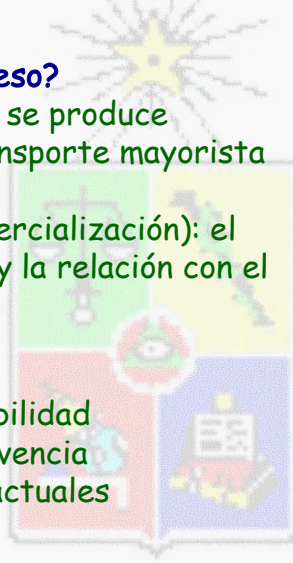 eso?
se produce
nsporte mayorista
ercialización): el
y la relación con el
bilidad
vencia
actuales